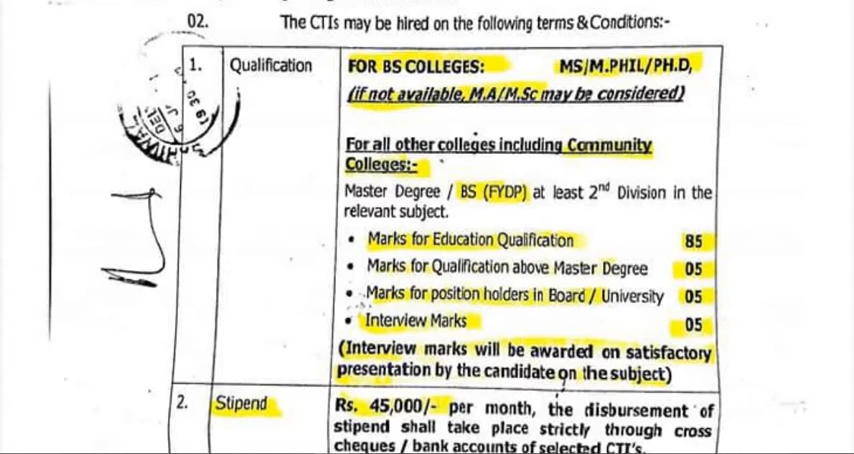 02. The CTIs may be hired on the following terms & Conditions:-
1. Qualification FOR BS COLLEGES: MS/M.PHIL/PH.D,
(if not available, M.A/M.Sc may be considered)
For all other colleges including Community
Colleges:-
Master Degree / BS (FYDP) at least 2nd Division in the
relevant subject.
• Marks for Education Qualification 85
• Marks for Qualification above Master Degree 05
• Marks for position holders in Board / University 05
• Interview Marks 05
(Interview marks will be awarded on satisfactory
presentation by the candidate on the subject)
2. Stipend Rs. 45,000/- per month, the disbursement of
stipend shall take place strictly through cross
cheques / bank accounts of selected CTI's.